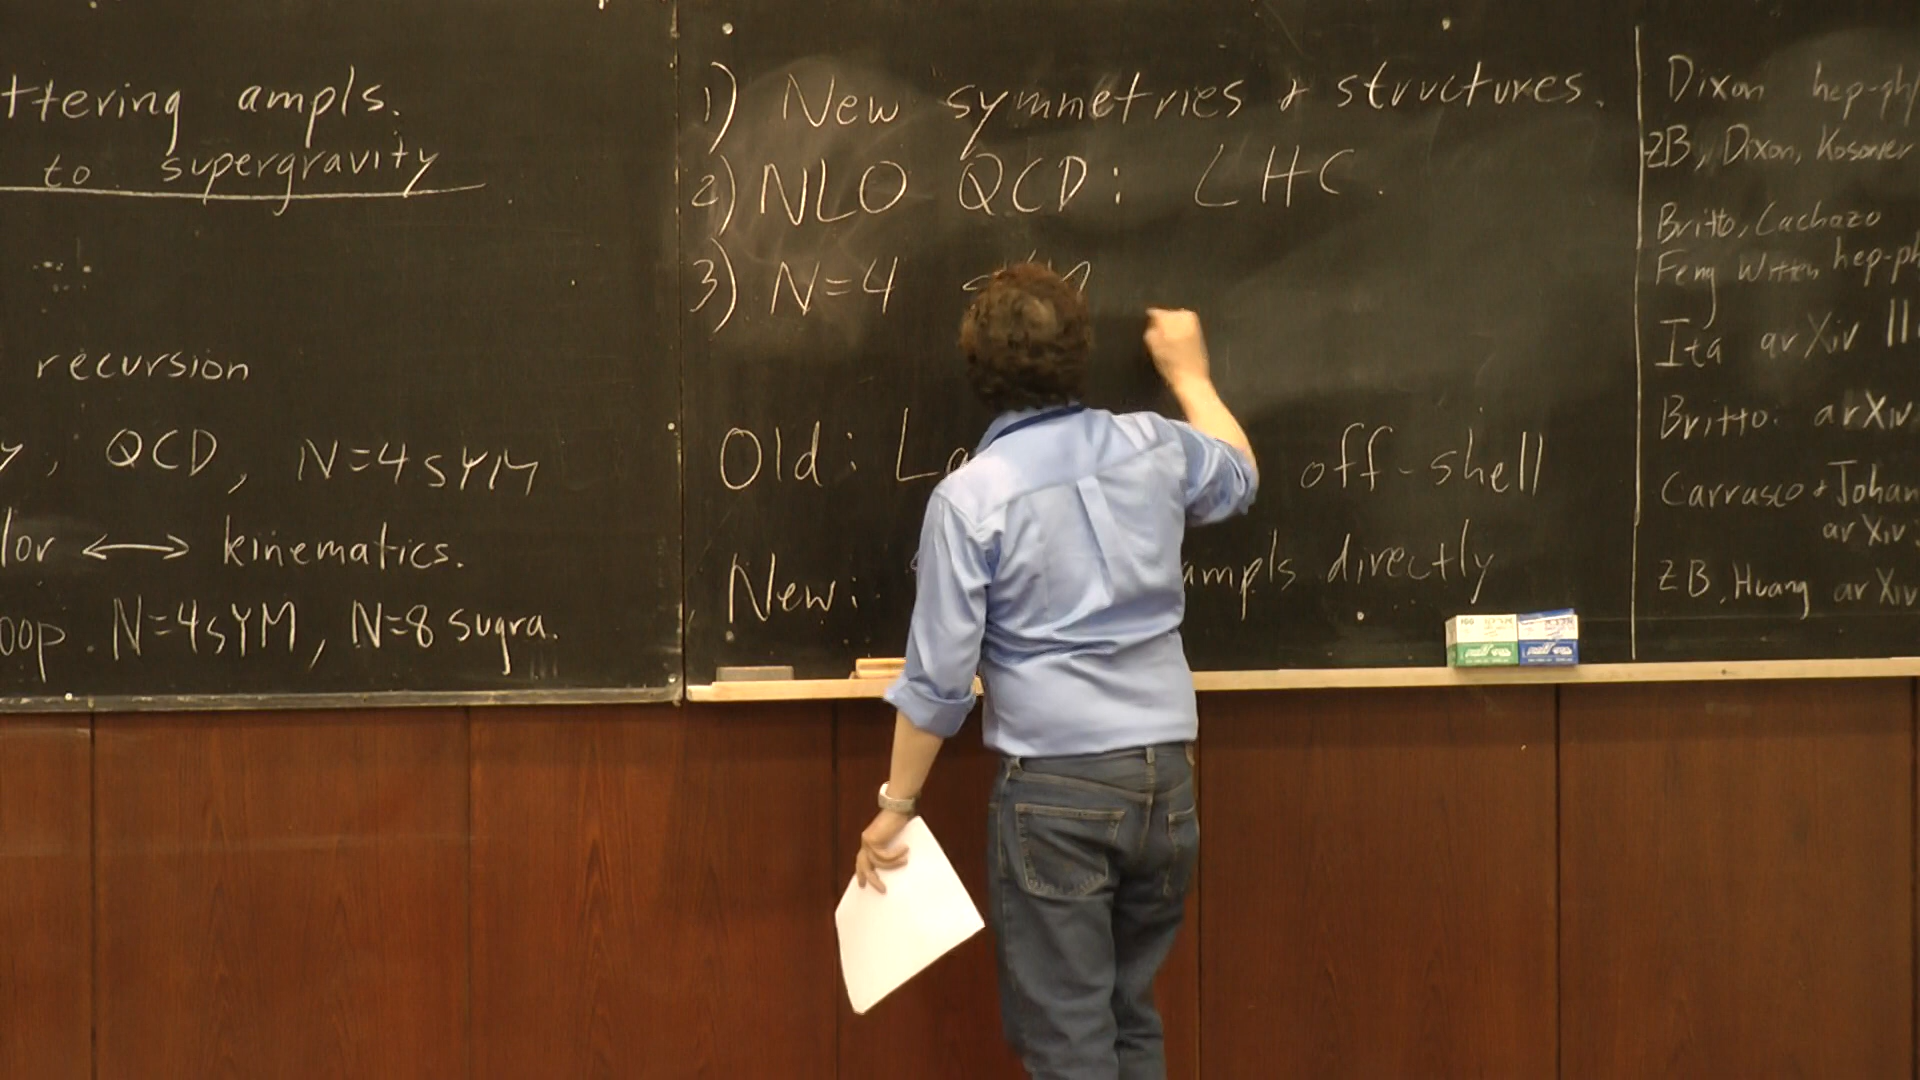 ttering ampls.
to supergravity
recursion
y, QCD, N=4 sYM
lor ⟷ kinematics.
oop. N=4 sYM, N=8 sugra.
1) New symmetries & structures.
2) NLO QCD: LHC.
3) N=4
Old: La off-shell
New: ampls directly
Dixon hep-ph/
ZB, Dixon, Kosower
Britto, Cachazo
Feng Witten hep-ph
Ita arXiv 11
Britto: arXiv
Carrasco & Johan
arXiv:
ZB, Huang arXiv